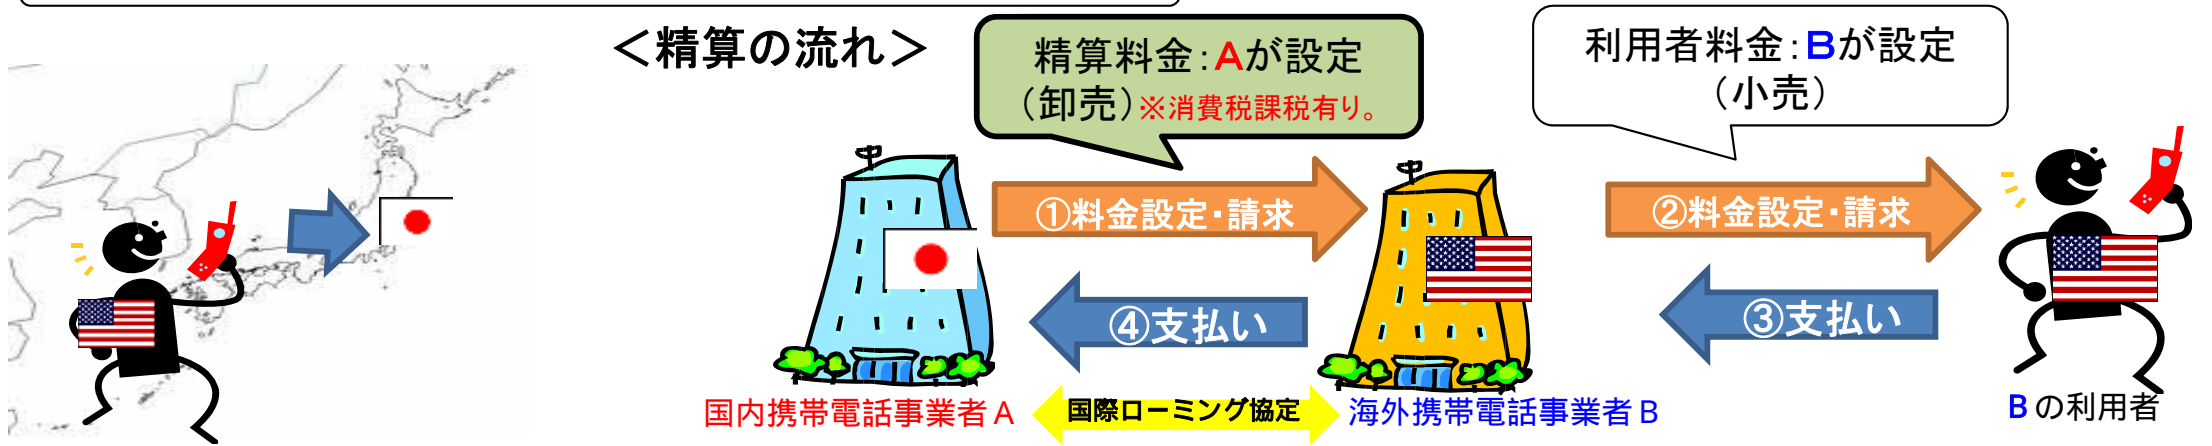 ＜精算の流れ＞
精算料金：Aが設定
（卸売）※消費税課税有り。
利用者料金：Bが設定
（小売）
①料金設定・請求
②料金設定・請求
④支払い
③支払い
国内携帯電話事業者A
国際ローミング協定
海外携帯電話事業者B
Bの利用者